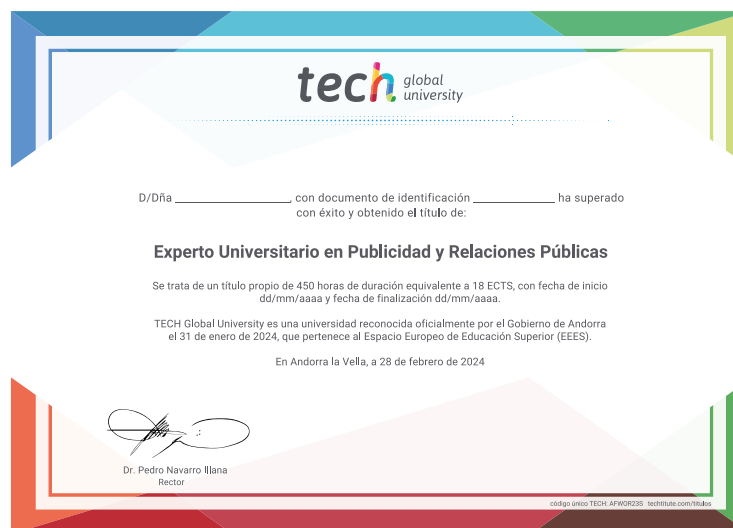 tech global university
D/Dña ____________________, con documento de identificación ______________ ha superado
con éxito y obtenido el título de:
Experto Universitario en Publicidad y Relaciones Públicas
Se trata de un título propio de 450 horas de duración equivalente a 18 ECTS, con fecha de inicio
dd/mm/aaaa y fecha de finalización dd/mm/aaaa.
TECH Global University es una universidad reconocida oficialmente por el Gobierno de Andorra
el 31 de enero de 2024, que pertenece al Espacio Europeo de Educación Superior (EEES).
En Andorra la Vella, a 28 de febrero de 2024
Dr. Pedro Navarro Illana
Rector
código único TECH: AFWOR23S techtitute.com/titulos